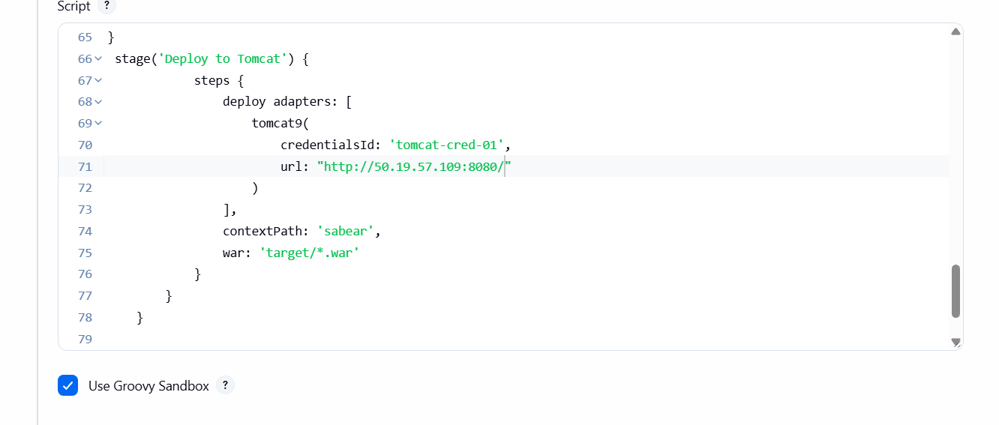 Script ?
65 }
66 stage('Deploy to Tomcat') {
67 steps {
68 deploy adapters: [
69 tomcat9(
70 credentialsId: 'tomcat-cred-01',
71 url: "http://50.19.57.109:8080/"
72 )
73 ],
74 contextPath: 'sabear',
75 war: 'target/*.war'
76 }
77 }
78 }
79
Use Groovy Sandbox ?